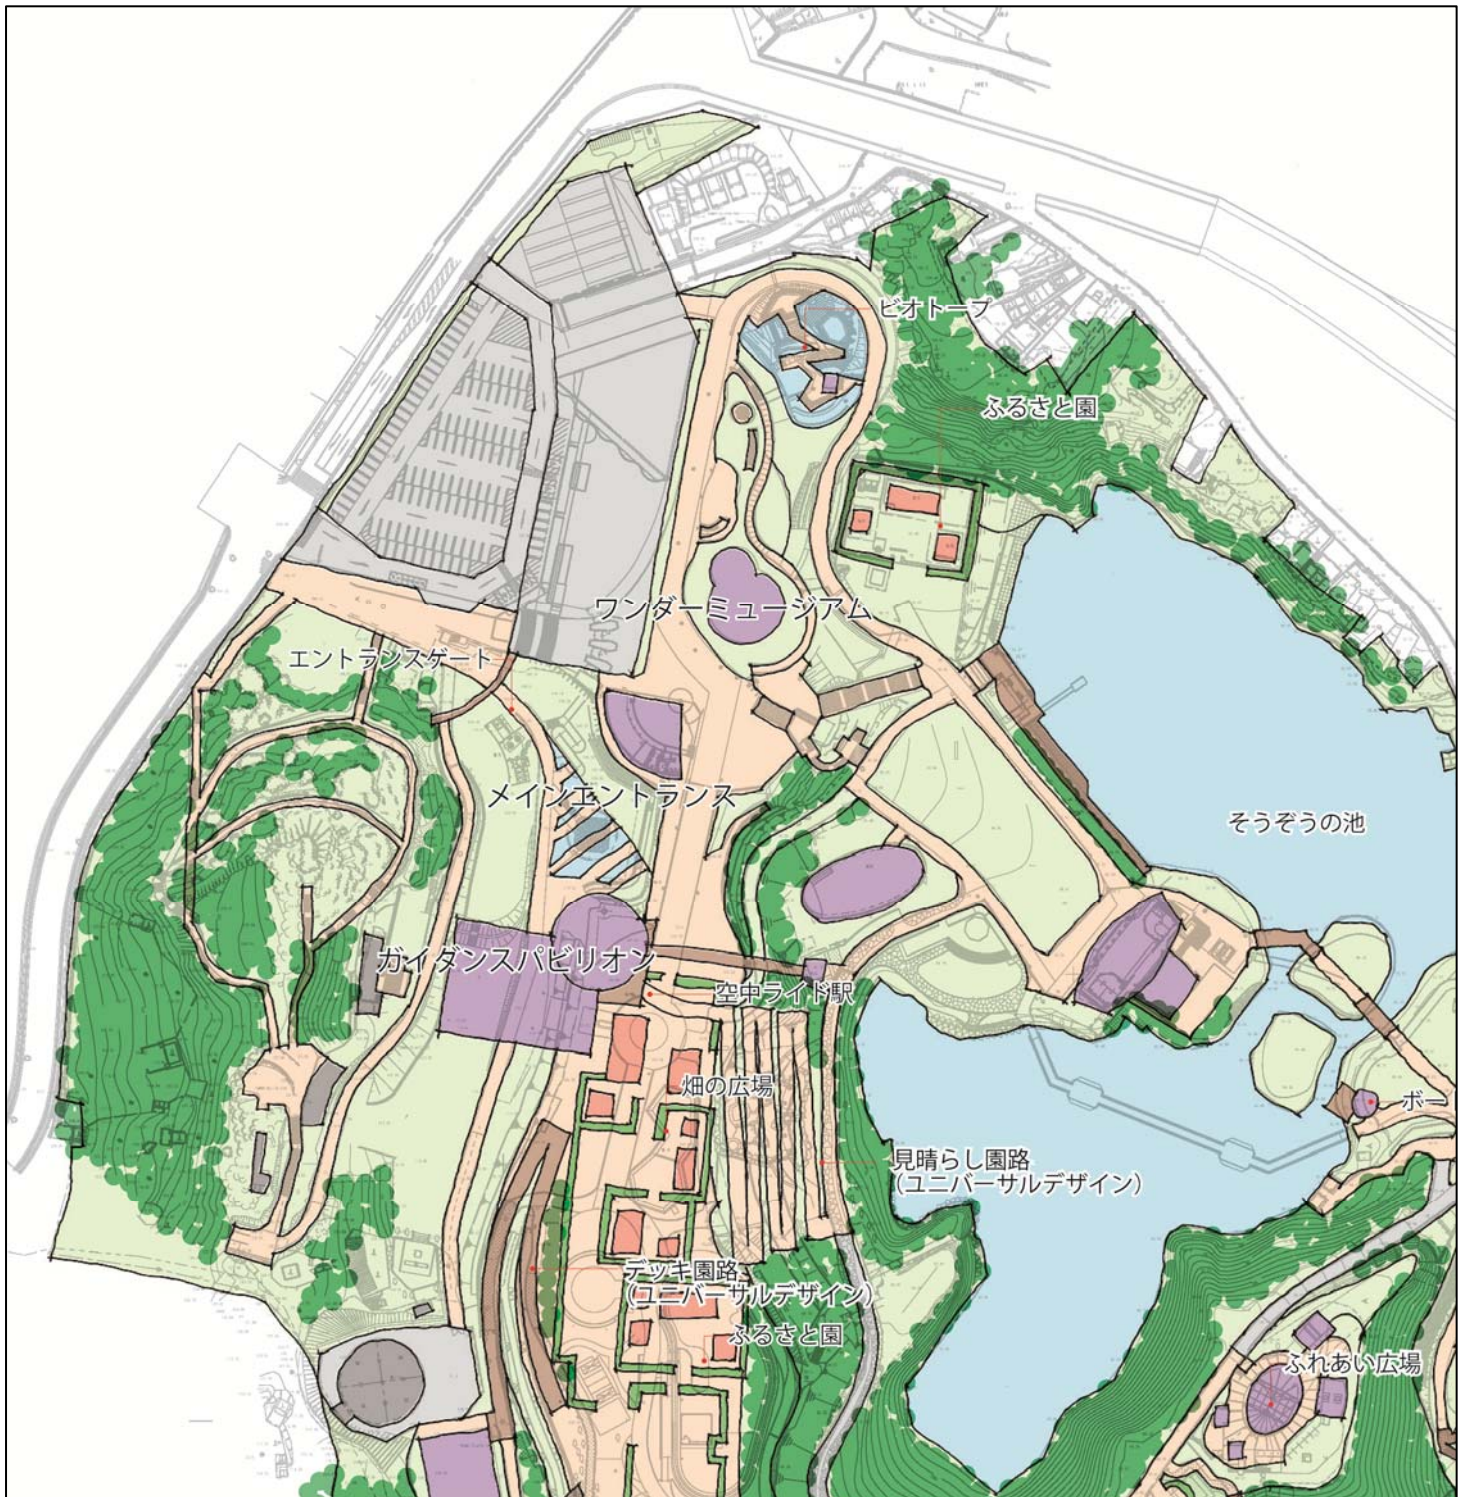 ビオトープ
ふるさと園
ワンダーミュージアム
エントランスゲート
メインエントランス
そうぞうの池
ガイダンスパビリオン
空中ライド駅
畑の広場
ボー
見晴らし園路
(ユニバーサルデザイン)
デッキ園路
(ユニバーサルデザイン)
ふるさと園
ふれあい広場